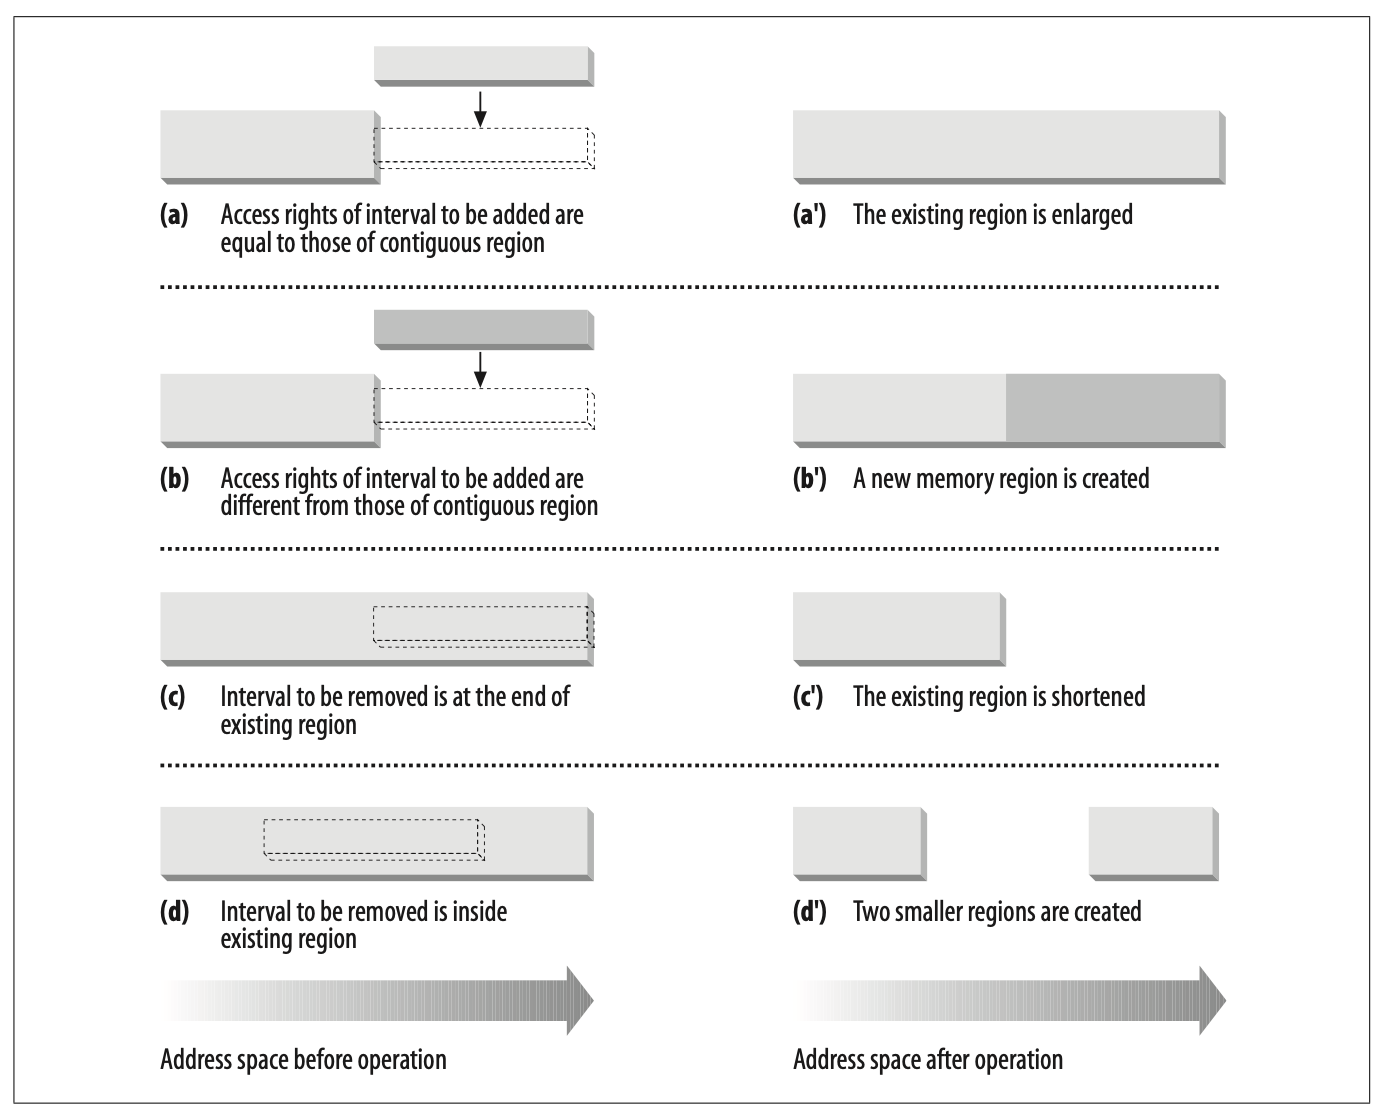 (a) Access rights of interval to be added are
equal to those of contiguous region
(a') The existing region is enlarged
(b) Access rights of interval to be added are
different from those of contiguous region
(b') A new memory region is created
(c) Interval to be removed is at the end of
existing region
(c') The existing region is shortened
(d) Interval to be removed is inside
existing region
(d') Two smaller regions are created
Address space before operation
Address space after operation